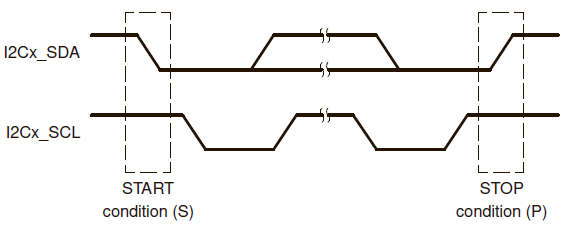 I2Cx_SDA
I2Cx_SCL
START
condition (S)
STOP
condition (P)